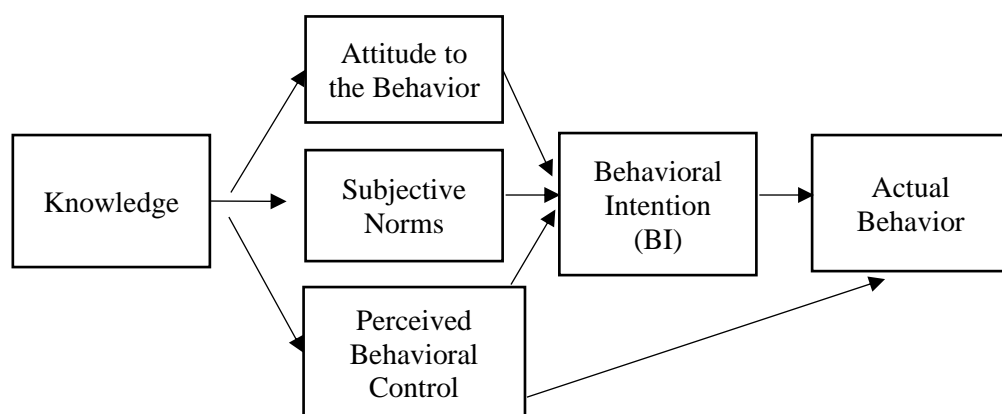 Attitude to
the Behavior
Knowledge
Subjective
Norms
Perceived
Behavioral
Control
Behavioral
Intention
(BI)
Actual
Behavior